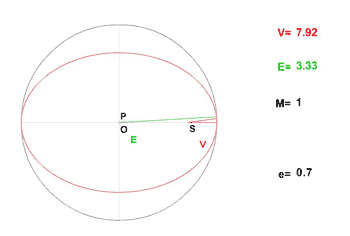 V= 7.92
E= 3.33
M= 1
e= 0.7
P
O
S
E
V